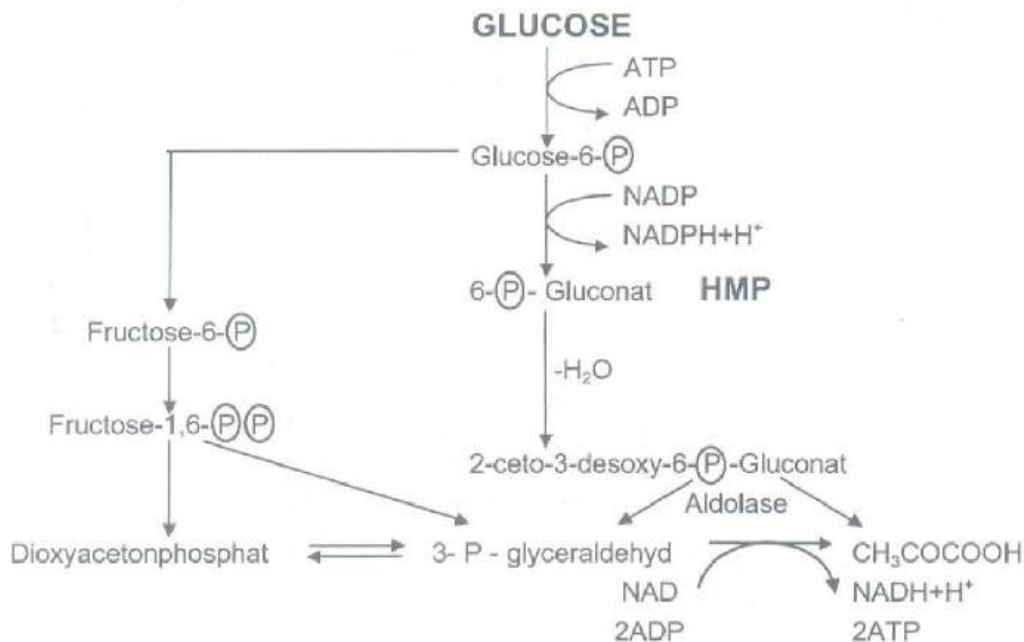 GLUCOSE
ATP
ADP
Glucose-6-P
NADP
NADPH+H⁺
6-P- Gluconat HMP
Fructose-6-P
-H₂O
Fructose-1,6-PP
2-ceto-3-desoxy-6-P-Gluconat
Aldolase
Dioxyacetonphosphat 3- P - glyceraldehyd CH₃COCOOH
NAD NADH+H⁺
2ADP 2ATP